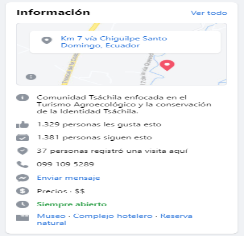 Información
Ver todo
Km 7 vía Chiguilpe Santo
Domingo, Ecuador
Comunidad Tsáchila enfocada en el
Turismo Agroecológico y la conservación
de la Identidad Tsáchila.
1.329 personas les gusta esto
1.381 personas siguen esto
37 personas registró una visita aquí
099 109 5289
Enviar mensaje
Precios · $$
Siempre abierto
Museo · Complejo hotelero · Reserva
natural